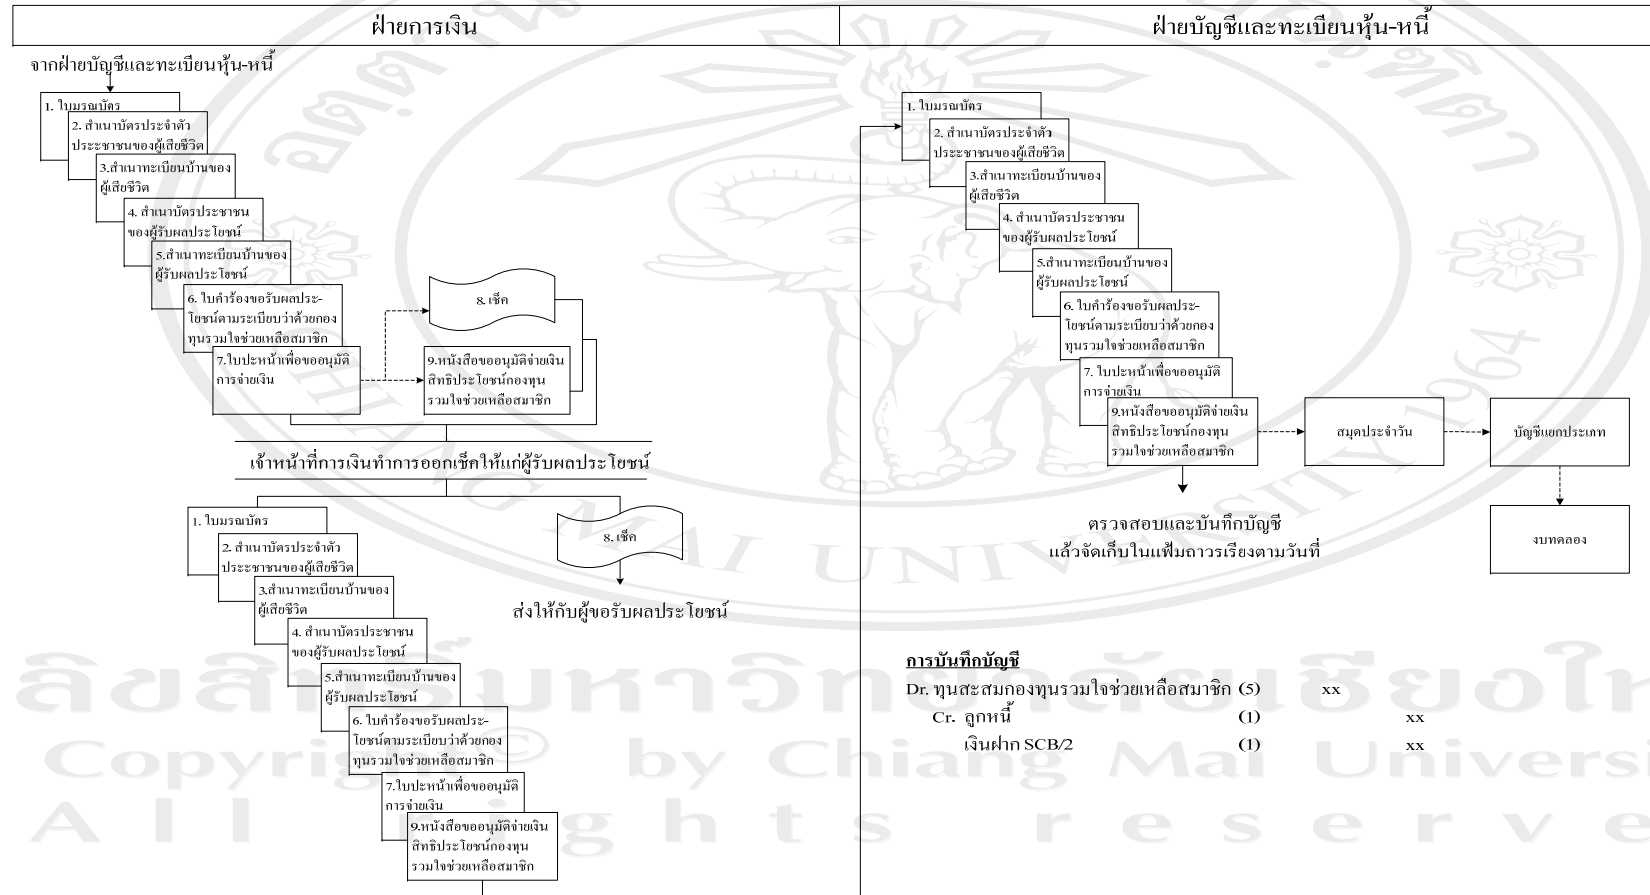 ฝ่ายการเงิน
ฝ่ายบัญชีและทะเบียนหุ้น-หนี้
จากฝ่ายบัญชีและทะเบียนหุ้น-หนี้
1. ใบมรณบัตร
2. สำเนาบัตรประจำตัว
ประะชาชนของผู้เสียชีวิต
3.สำเนาทะเบียนบ้านของ
ผู้เสียชีวิต
4. สำเนาบัตรประชาชน
ของผู้รับผลประโยชน์
5.สำเนาทะเบียนบ้านของ
ผู้รับผลประโยชน์
6. ใบคำร้องขอรับผลประ-
โยชน์ตามระเบียบว่าด้วยกอง
ทุนรวมใจช่วยเหลือสมาชิก
7.ใบปะหน้าเพื่อขออนุมัติ
การจ่ายเงิน
8. เช็ค
9.หนังสือขออนุมัติจ่ายเงิน
สิทธิประโยชน์กองทุน
รวมใจช่วยเหลือสมาชิก
เจ้าหน้าที่การเงินทำการออกเช็คให้แก่ผู้รับผลประโยชน์
1. ใบมรณบัตร
2. สำเนาบัตรประจำตัว
ประะชาชนของผู้เสียชีวิต
3.สำเนาทะเบียนบ้านของ
ผู้เสียชีวิต
4. สำเนาบัตรประชาชน
ของผู้รับผลประโยชน์
5.สำเนาทะเบียนบ้านของ
ผู้รับผลประโยชน์
6. ใบคำร้องขอรับผลประ-
โยชน์ตามระเบียบว่าด้วยกอง
ทุนรวมใจช่วยเหลือสมาชิก
7.ใบปะหน้าเพื่อขออนุมัติ
การจ่ายเงิน
9.หนังสือขออนุมัติจ่ายเงิน
สิทธิประโยชน์กองทุน
รวมใจช่วยเหลือสมาชิก
8. เช็ค
ส่งให้กับผู้ขอรับผลประโยชน์
1. ใบมรณบัตร
2. สำเนาบัตรประจำตัว
ประะชาชนของผู้เสียชีวิต
3.สำเนาทะเบียนบ้านของ
ผู้เสียชีวิต
4. สำเนาบัตรประชาชน
ของผู้รับผลประโยชน์
5.สำเนาทะเบียนบ้านของ
ผู้รับผลประโยชน์
6. ใบคำร้องขอรับผลประ-
โยชน์ตามระเบียบว่าด้วยกอง
ทุนรวมใจช่วยเหลือสมาชิก
7. ใบปะหน้าเพื่อขออนุมัติ
การจ่ายเงิน
9.หนังสือขออนุมัติจ่ายเงิน
สิทธิประโยชน์กองทุน
รวมใจช่วยเหลือสมาชิก
สมุดประจำวัน
บัญชีแยกประเภท
งบทดลอง
ตรวจสอบและบันทึกบัญชี
แล้วจัดเก็บในแฟ้มถาวรเรียงตามวันที่
การบันทึกบัญชี
Dr. ทุนสะสมกองทุนรวมใจช่วยเหลือสมาชิก (5) xx
Cr. ลูกหนี้ (1) xx
เงินฝาก SCB/2 (1) xx
CHIANG MAI UNIVERSITY 1964
ลิขสิทธิ์มหาวิทยาลัยเชียงให
Copyright© by Chiang Mai Universi
All rights reserve